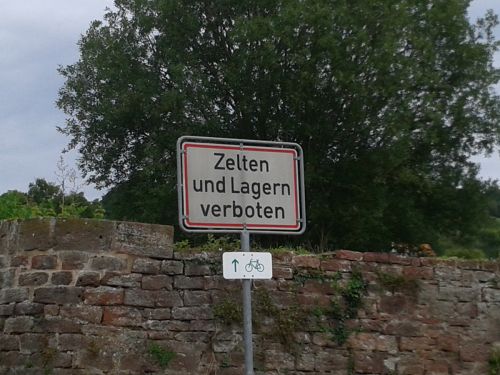 Zelten
und Lagern
verboten